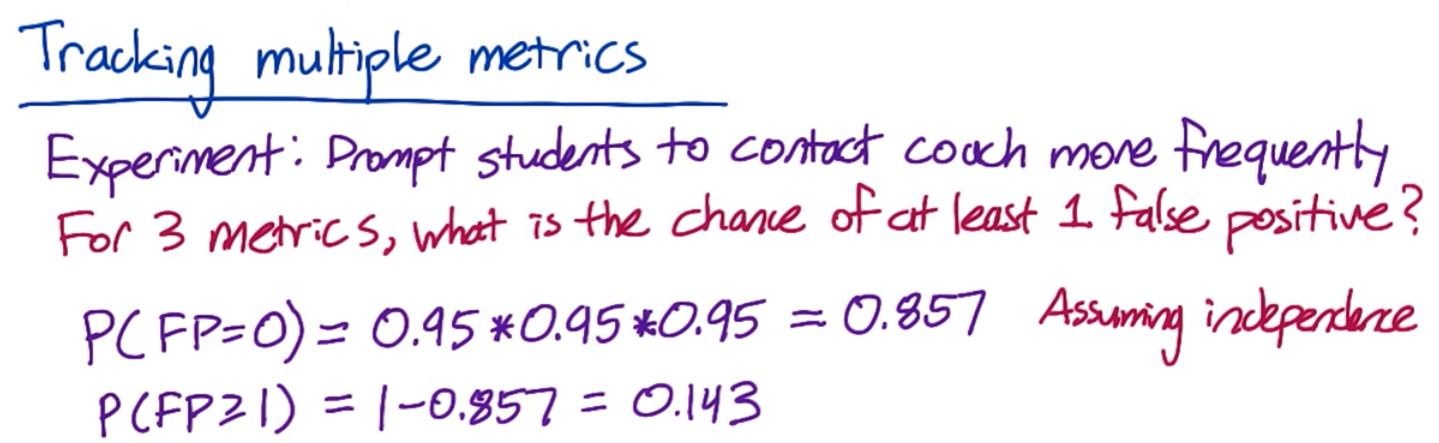 Tracking multiple metrics
Experiment: Prompt students to contact coach more frequently
For 3 metrics, what is the chance of at least 1 false positive?
P(FP=0) = 0.95*0.95*0.95 = 0.857 Assuming independence
P(FP≥1) = 1-0.857 = 0.143